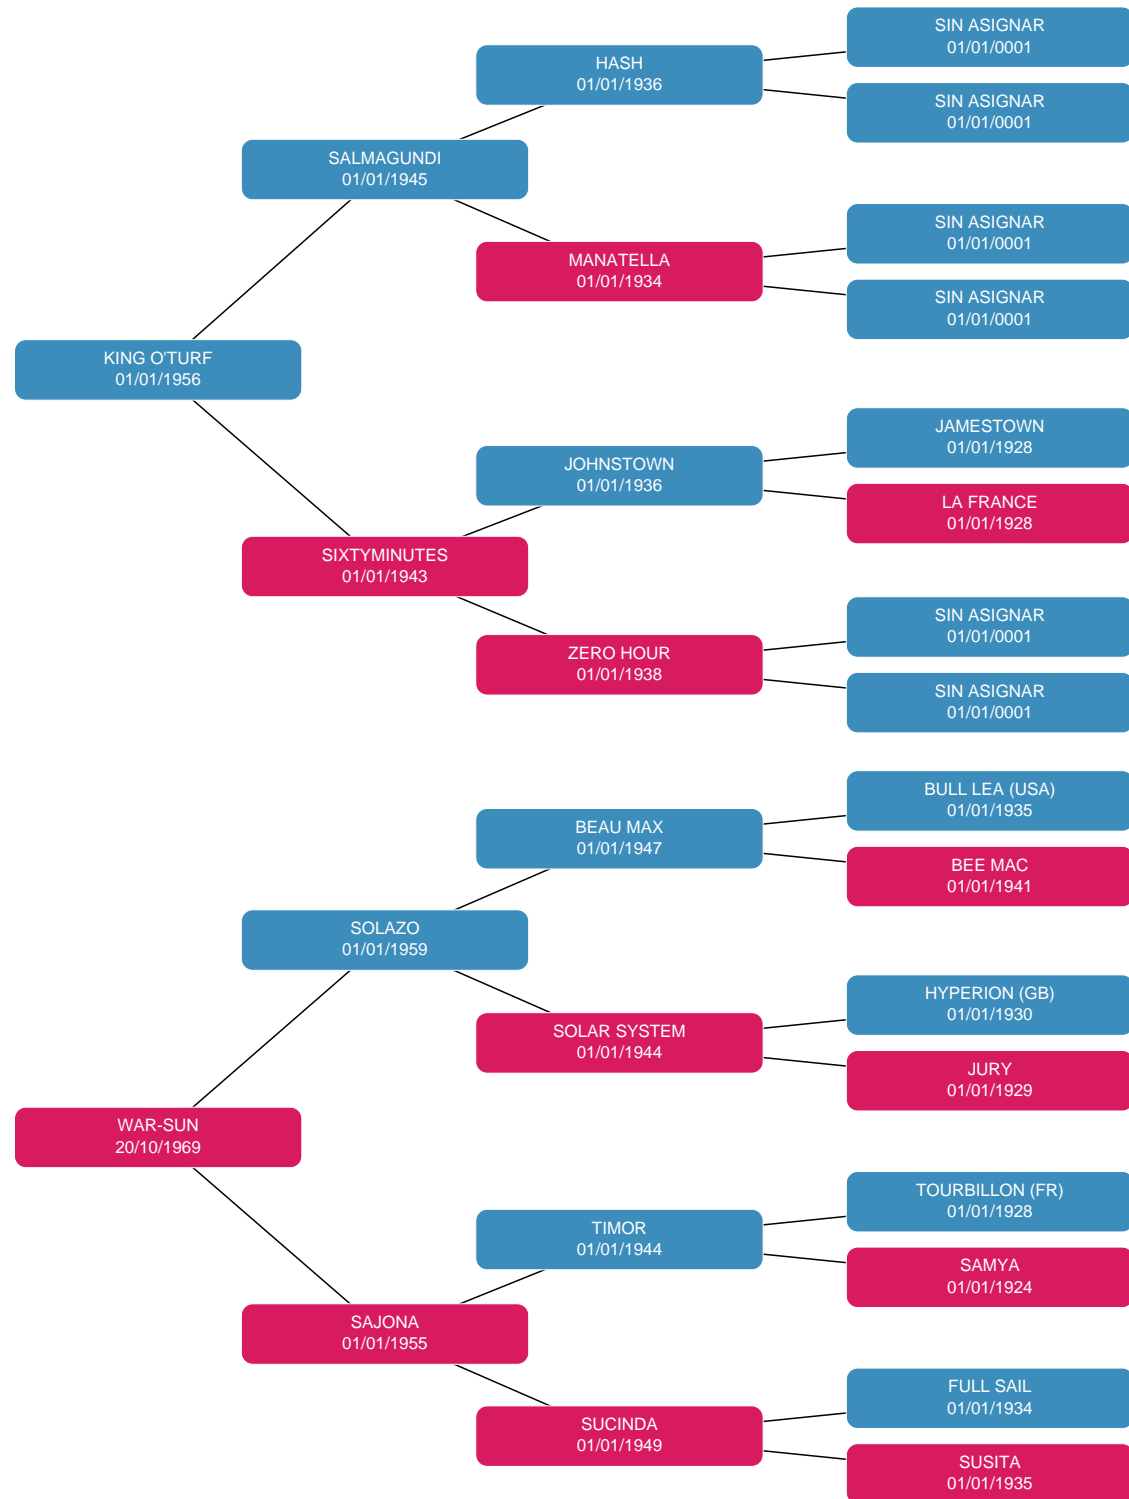 SIN ASIGNAR
01/01/0001
HASH
01/01/1936
SIN ASIGNAR
01/01/0001
SALMAGUNDI
01/01/1945
SIN ASIGNAR
01/01/0001
MANATELLA
01/01/1934
SIN ASIGNAR
01/01/0001
KING O'TURF
01/01/1956
JAMESTOWN
01/01/1928
JOHNSTOWN
01/01/1936
LA FRANCE
01/01/1928
SIXTYMINUTES
01/01/1943
SIN ASIGNAR
01/01/0001
ZERO HOUR
01/01/1938
SIN ASIGNAR
01/01/0001
BULL LEA (USA)
01/01/1935
BEAU MAX
01/01/1947
BEE MAC
01/01/1941
SOLAZO
01/01/1959
HYPERION (GB)
01/01/1930
SOLAR SYSTEM
01/01/1944
JURY
01/01/1929
WAR-SUN
20/10/1969
TOURBILLON (FR)
01/01/1928
TIMOR
01/01/1944
SAMYA
01/01/1924
SAJONA
01/01/1955
FULL SAIL
01/01/1934
SUCINDA
01/01/1949
SUSITA
01/01/1935